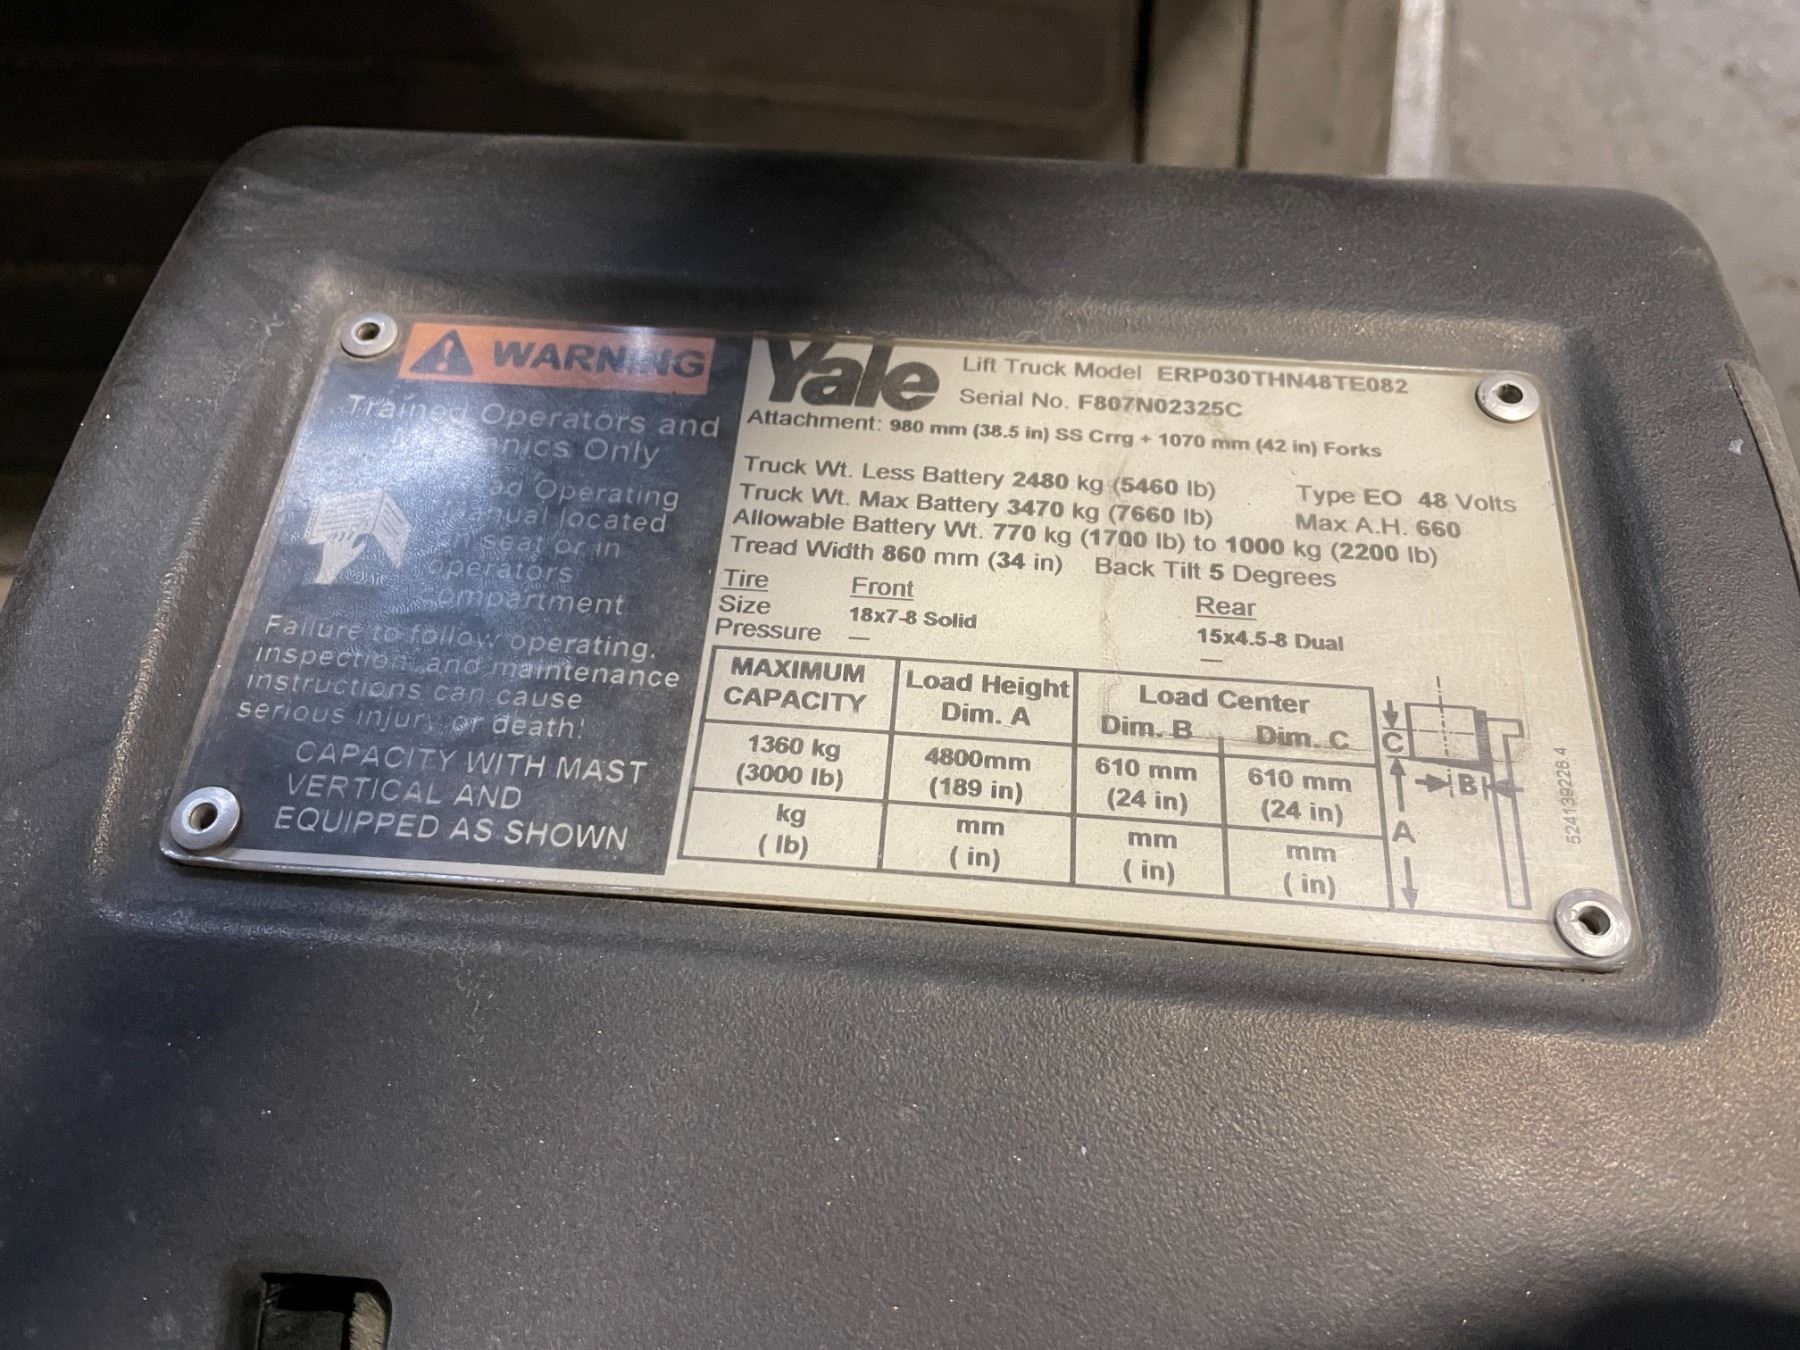 WARNING
Trained Operators and
Mechanics Only
Read Operating
Manual located
on seat or in
operators
compartment
Failure to follow operating,
inspection and maintenance
instructions can cause
serious injury or death!
CAPACITY WITH MAST
VERTICAL AND
EQUIPPED AS SHOWN
Yale
Lift Truck Model ERP030THN48TE082
Serial No. F807N02325C
Attachment: 980 mm (38.5 in) SS Crrg + 1070 mm (42 in) Forks
Truck Wt. Less Battery 2480 kg (5460 lb) Type EO 48 Volts
Truck Wt. Max Battery 3470 kg (7660 lb) Max A.H. 660
Allowable Battery Wt. 770 kg (1700 lb) to 1000 kg (2200 lb)
Tread Width 860 mm (34 in) Back Tilt 5 Degrees
Tire Front Rear
Size 18x7-8 Solid 15x4.5-8 Dual
Pressure — —
MAXIMUM CAPACITY Load Height Dim. A Load Center
Dim. B Dim. C
1360 kg 4800mm 610 mm 610 mm
(3000 lb) (189 in) (24 in) (24 in)
kg mm mm mm
( lb) ( in) ( in) ( in)
C
B
A
524139228 4